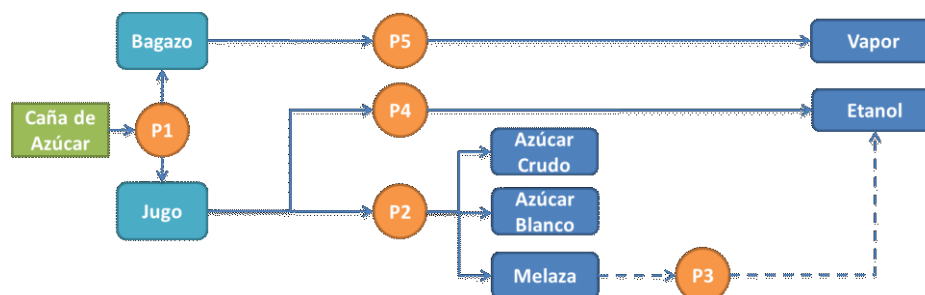 Bagazo
P5
Vapor
Caña de
Azúcar
P1
P4
Etanol
Azúcar
Crudo
Jugo
P2
Azúcar
Blanco
Melaza
P3